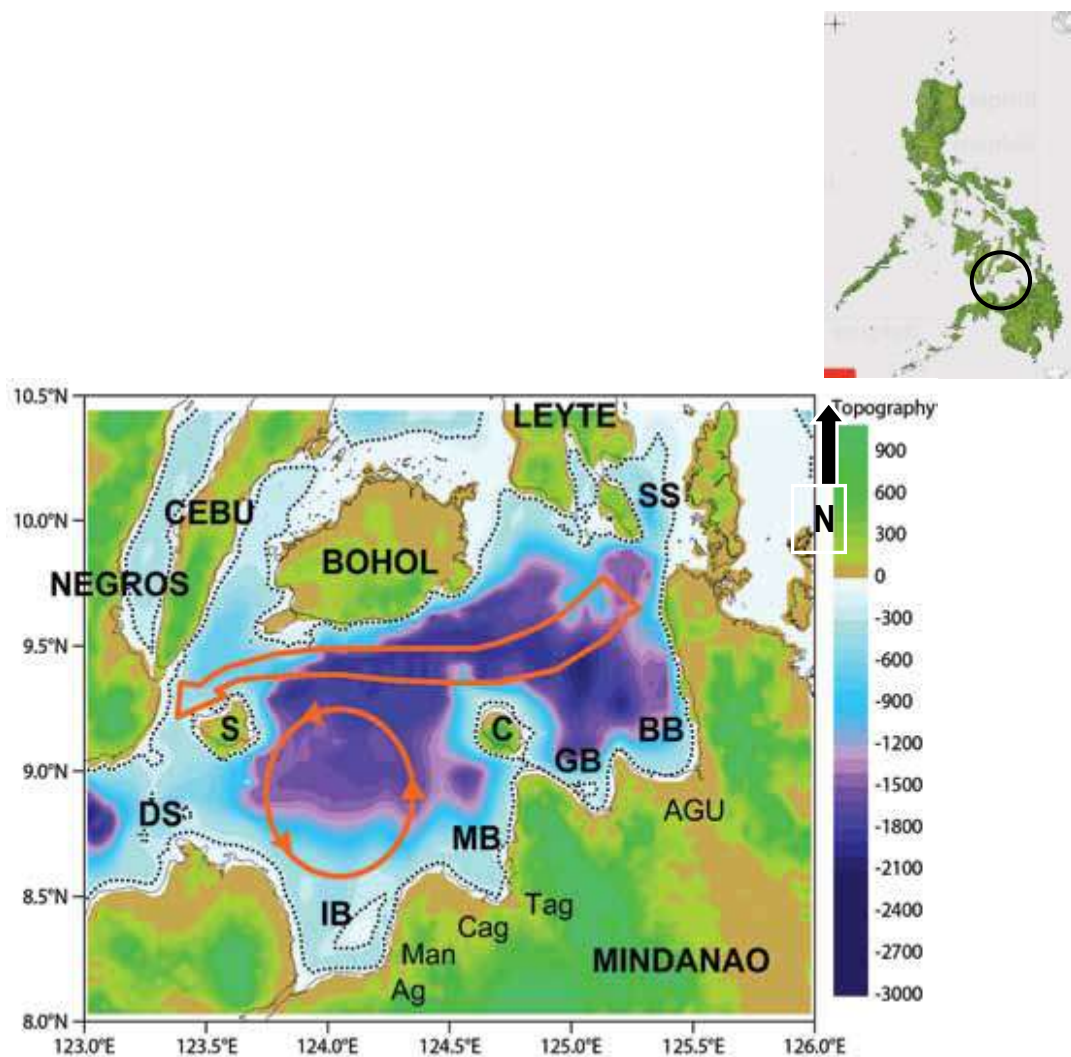 10.5°N
LEYTE
Topography
900
SS
600
CEBU
10.0°N
N
300
BOHOL
NEGROS
0
-300
9.5°N
-600
-900
S
C
BB
-1200
GB
9.0°N
-1500
DS
AGU
MB
-1800
-2100
8.5°N
IB
Tag
-2400
Cag
Man
MINDANAO
-2700
Ag
-3000
8.0°N
123.0°E
123.5°E
124.0°E
124.5°E
125.0°E
125.5°E
126.0°E